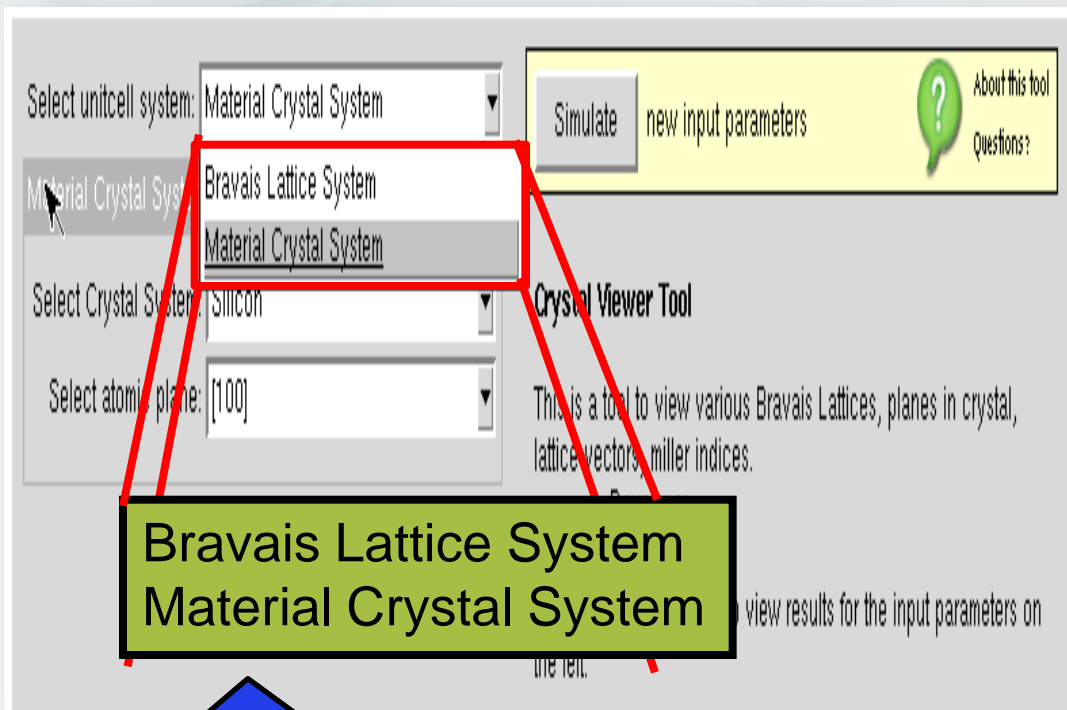 Select unitcell system: Material Crystal System
Simulate new input parameters
?
About this tool
Questions?
Material Crystal Syst
Bravais Lattice System
Material Crystal System
Select Crystal System: Silicon
Select atomic plane: [100]
Crystal Viewer Tool
This is a tool to view various Bravais Lattices, planes in crystal,
lattice vectors, miller indices.
Bravais Lattice System
Material Crystal System
view results for the input parameters on
the left.